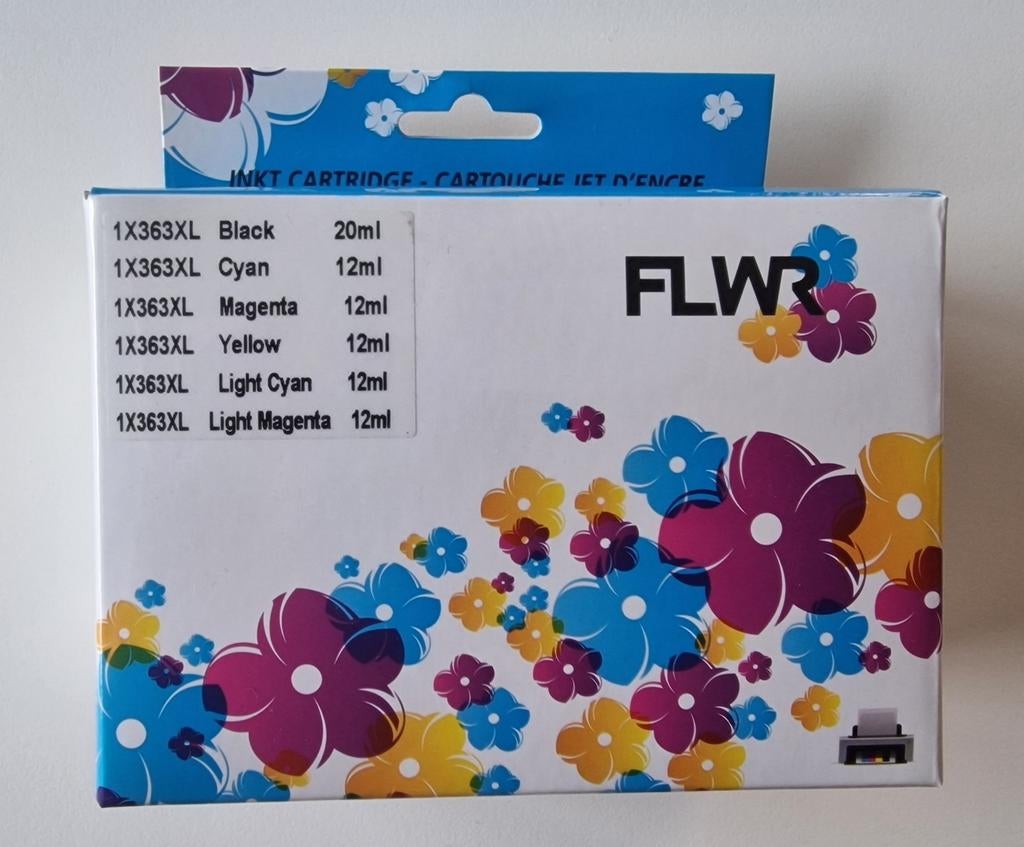 INKT CARTRIDGE - CARTOUCHE JET D'ENCRE
1X363XL Black 20ml
1X363XL Cyan 12ml
1X363XL Magenta 12ml
1X363XL Yellow 12ml
1X363XL Light Cyan 12ml
1X363XL Light Magenta 12ml
FLWR